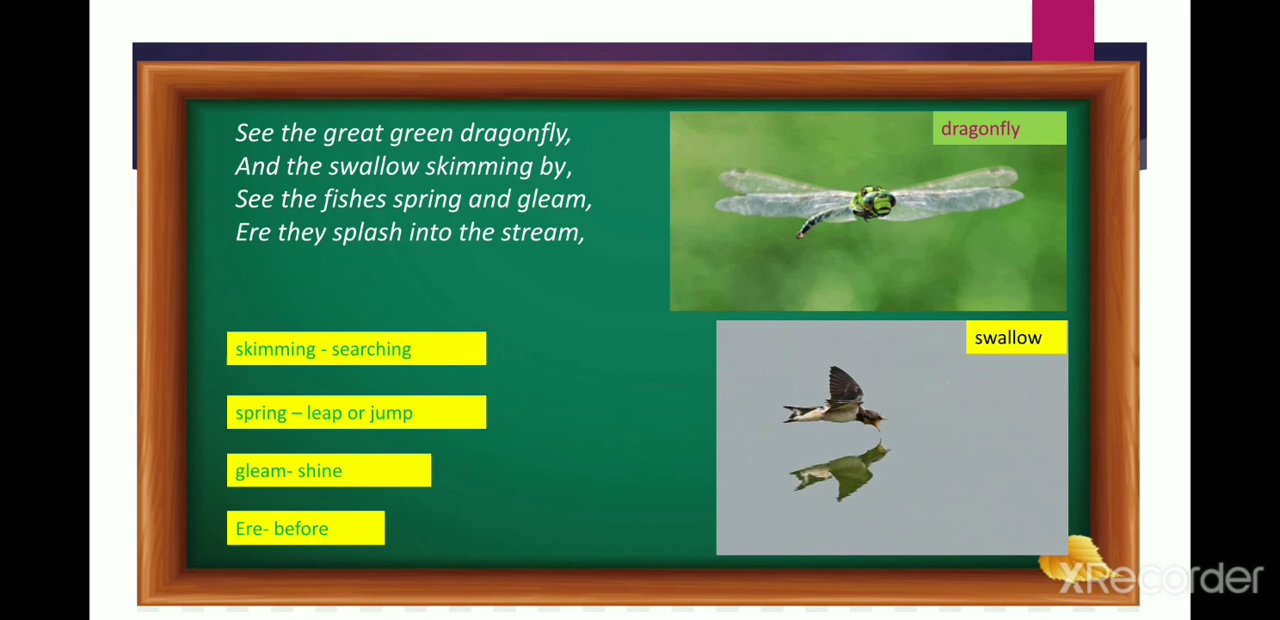 See the great green dragonfly,
And the swallow skimming by,
See the fishes spring and gleam,
Ere they splash into the stream,
dragonfly
skimming - searching
spring – leap or jump
gleam- shine
Ere- before
swallow
XRecorder